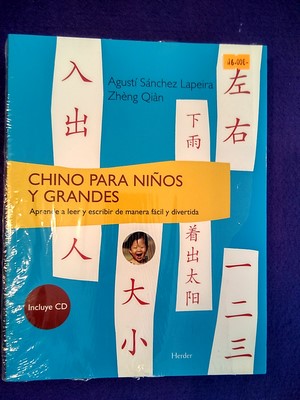 Agustí Sánchez Lapeira
Zhèng Qiàn
入
出
人
左
右
下
雨
CHINO PARA NIÑOS
Y GRANDES
Aprende a leer y escribir de manera fácil y divertida
着
出
太
阳
大
小
一
二
三
Incluye CD
Herder